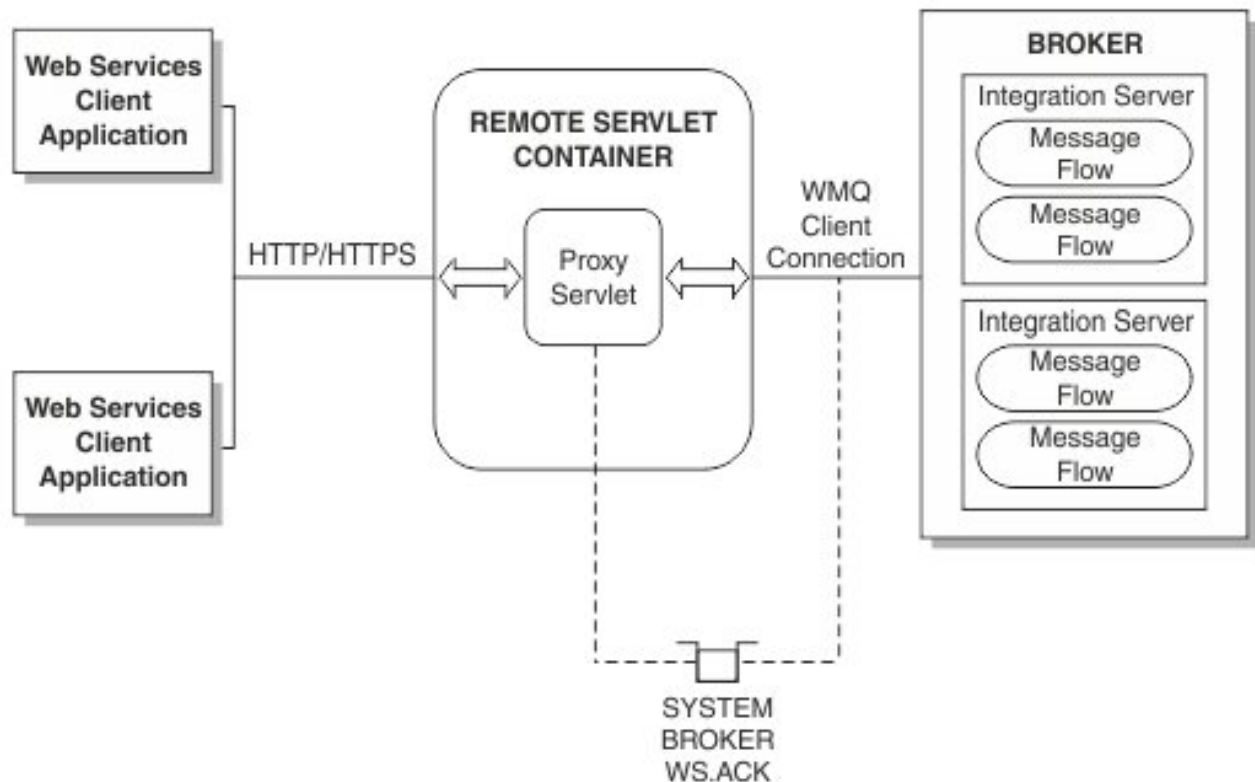 Web Services
Client
Application
Web Services
Client
Application
HTTP/HTTPS
REMOTE SERVLET
CONTAINER
Proxy
Servlet
WMQ
Client
Connection
SYSTEM
BROKER
WS.ACK
BROKER
Integration Server
Message
Flow
Message
Flow
Integration Server
Message
Flow
Message
Flow